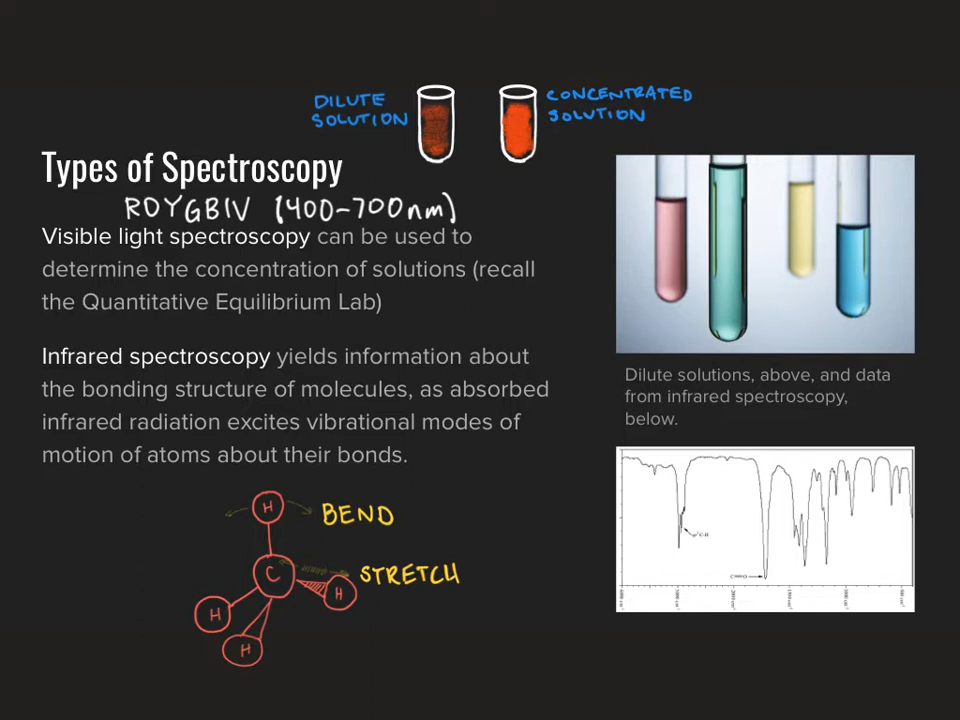 DILUTE
SOLUTION
CONCENTRATED
SOLUTION
Types of Spectroscopy
ROYGBIV (400-700nm)
Visible light spectroscopy can be used to
determine the concentration of solutions (recall
the Quantitative Equilibrium Lab)
Infrared spectroscopy yields information about
the bonding structure of molecules, as absorbed
infrared radiation excites vibrational modes of
motion of atoms about their bonds.
Dilute solutions, above, and data
from infrared spectroscopy,
below.
H
BEND
C
STRETCH
H
H
H